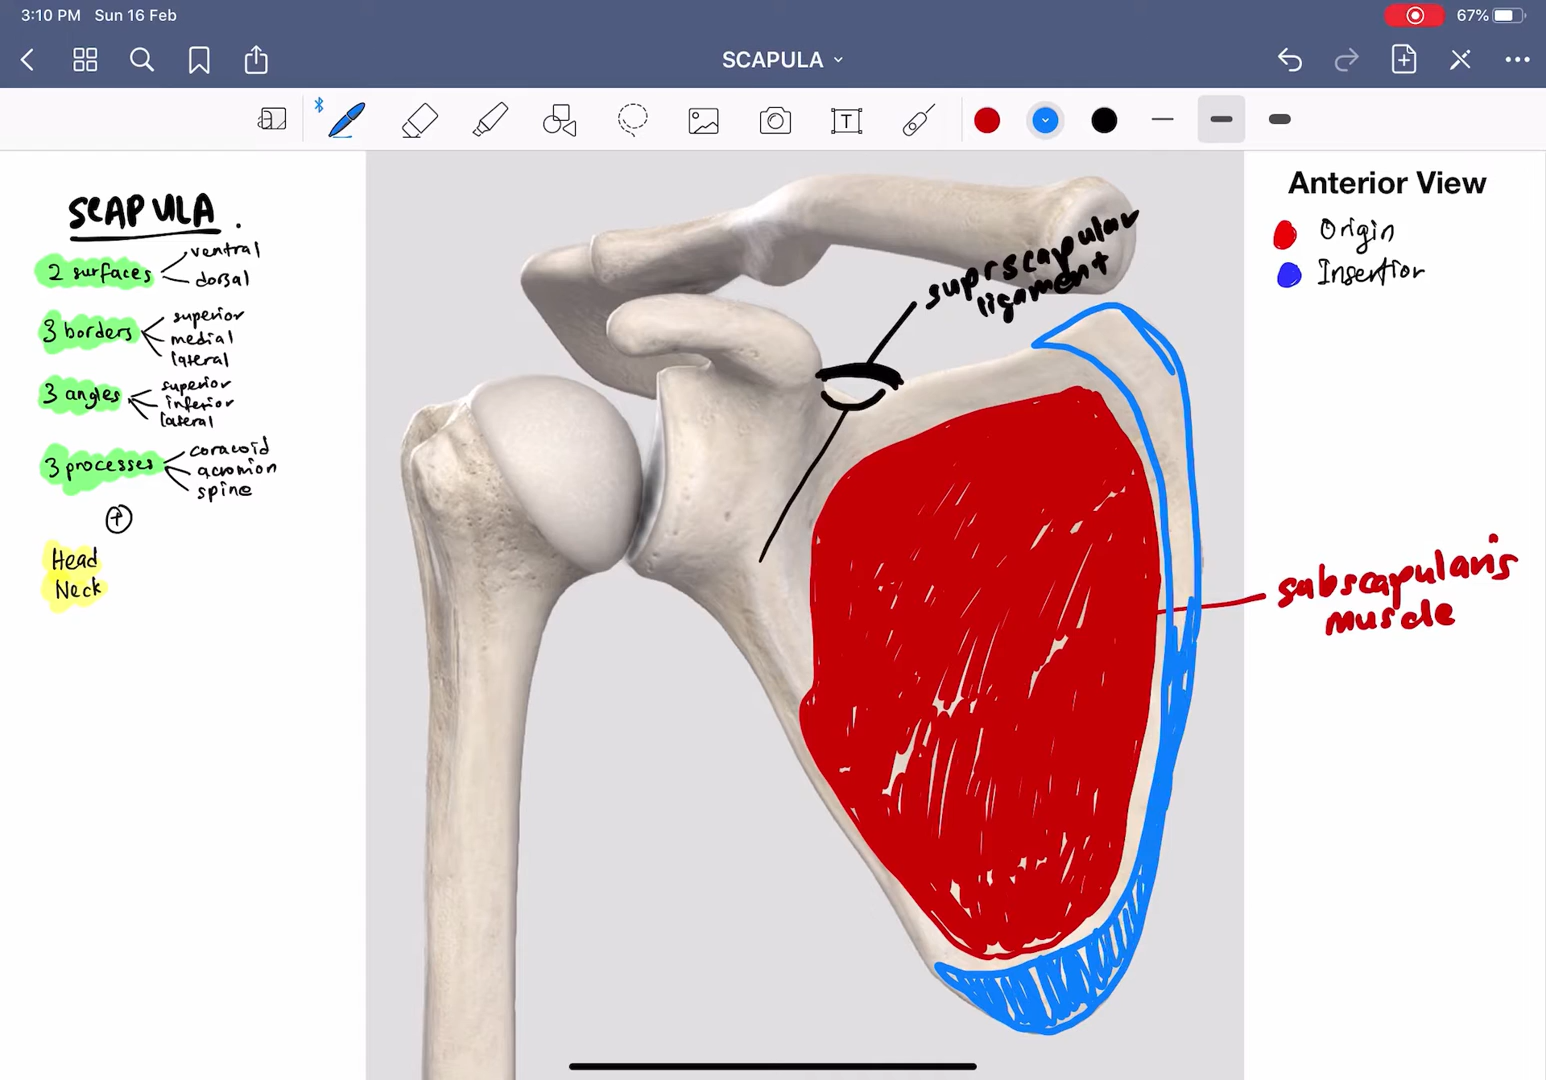 3:10 PM Sun 16 Feb
67%
SCAPULA
T
SCAPULA.
2 surfaces
ventral
dorsal
3 borders
superior
medial
lateral
3 angles
superior
inferior
lateral
3 processes
coracoid
acromion
spine
+
Head
Neck
suprscapular
ligament
Anterior View
Origin
Insertior
subscapularis
muscle